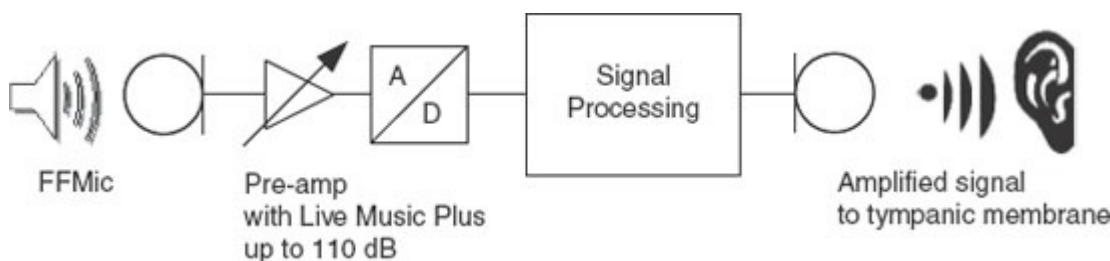 A
D
Signal
Processing
FFMic
Pre-amp
with Live Music Plus
up to 110 dB
Amplified signal
to tympanic membrane